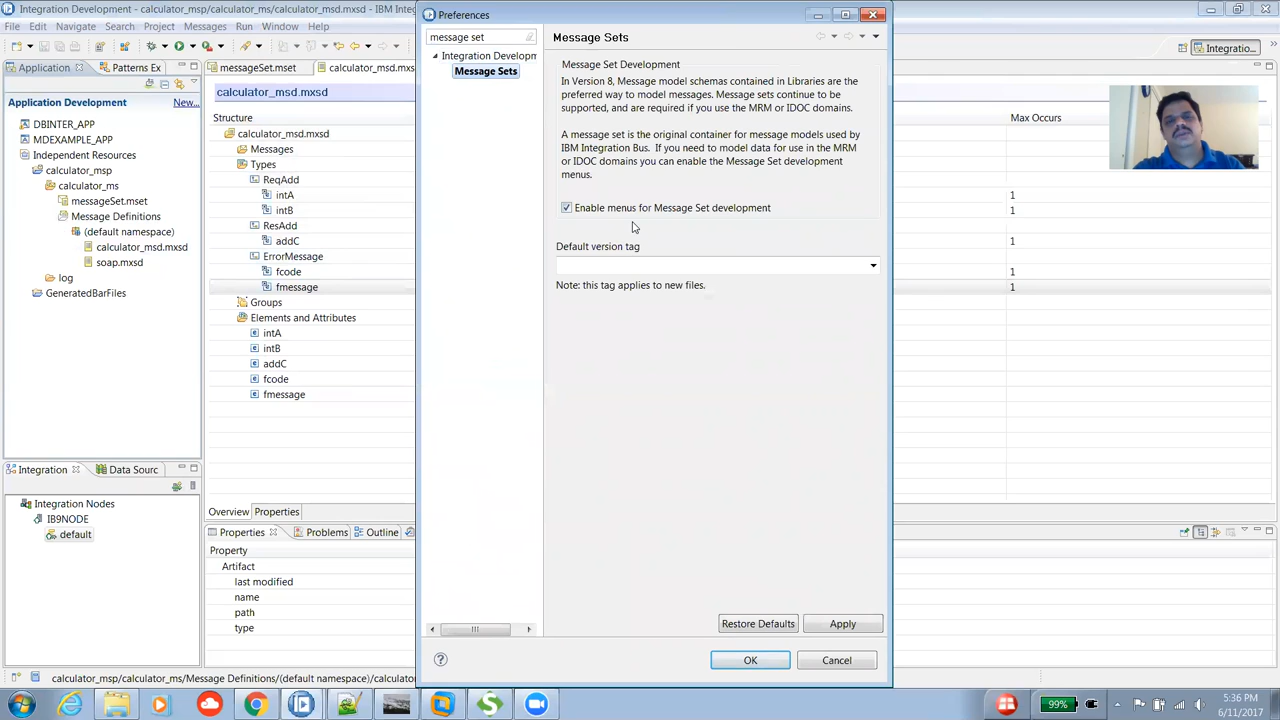 Integration Development - calculator_msp/calculator_ms/calculator_msd.mxsd - IBM Integ
File Edit Navigate Search Project Messages Run Window Help
Application
Patterns Ex
Application Development
New...
DBINTER_APP
MDEXAMPLE_APP
Independent Resources
calculator_msp
calculator_ms
messageSet.mset
Message Definitions
(default namespace)
calculator_msd.mxsd
soap.mxsd
log
GeneratedBarFiles
Integration
Data Sourc
Integration Nodes
IB9NODE
default
messageSet.mset
calculator_msd.mxs
calculator_msd.mxsd
Structure
calculator_msd.mxsd
Messages
Types
ReqAdd
intA
intB
ResAdd
addC
ErrorMessage
fcode
fmessage
Groups
Elements and Attributes
intA
intB
addC
fcode
fmessage
Overview Properties
Properties
Problems
Outline
Property
Artifact
last modified
name
path
type
calculator_msp/calculator_ms/Message Definitions/(default namespace)/calculato
Preferences
message set
Integration Developm
Message Sets
Message Sets
Message Set Development
In Version 8, Message model schemas contained in Libraries are the
preferred way to model messages. Message sets continue to be
supported, and are required if you use the MRM or IDOC domains.
A message set is the original container for message models used by
IBM Integration Bus. If you need to model data for use in the MRM
or IDOC domains you can enable the Message Set development
menus.
Enable menus for Message Set development
Default version tag
Note: this tag applies to new files.
Restore Defaults
Apply
OK
Cancel
Integratio...
Max Occurs
1
1
1
1
1
99%
5:36 PM
6/11/2017